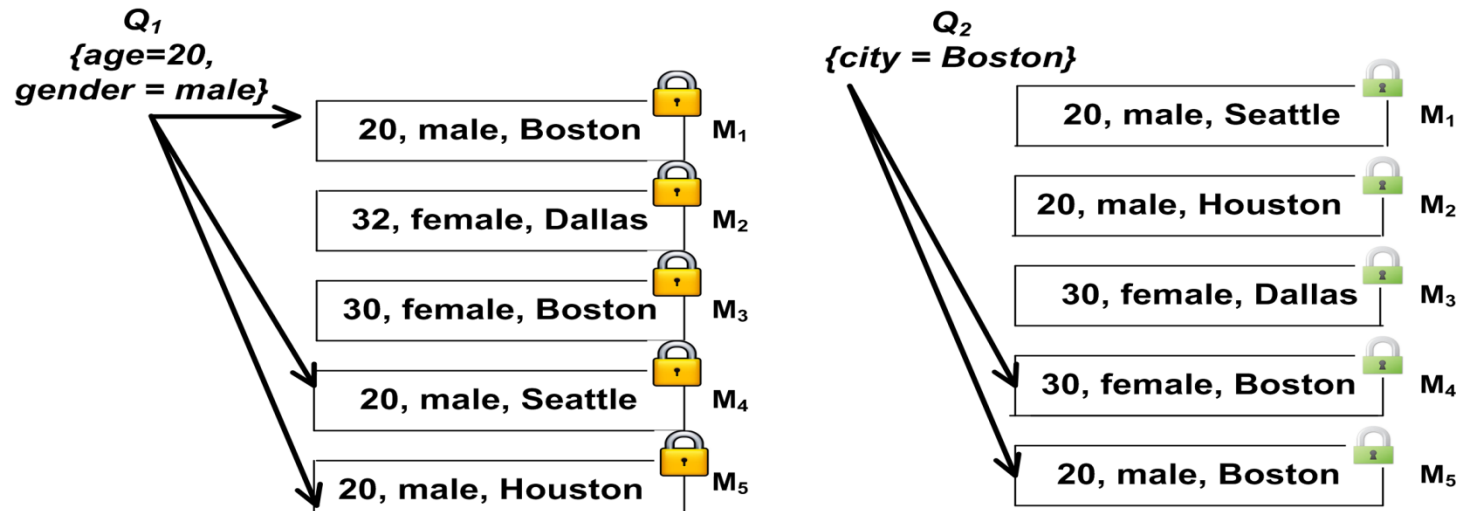 Q₁
{age=20,
gender = male}
20, male, Boston
M₁
32, female, Dallas
M₂
30, female, Boston
M₃
20, male, Seattle
M₄
20, male, Houston
M₅
Q₂
{city = Boston}
20, male, Seattle
M₁
20, male, Houston
M₂
30, female, Dallas
M₃
30, female, Boston
M₄
20, male, Boston
M₅